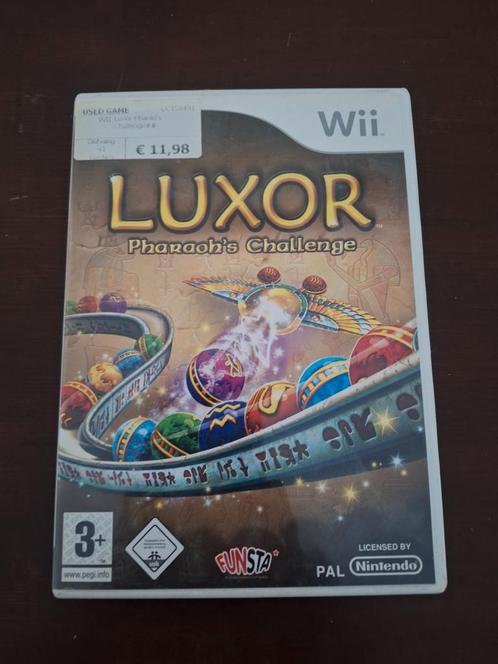 USED GAME
Wii Luxor Pharao's
Challenge##
€ 11,98
Wii
LUXOR
Pharaoh's Challenge
3+
www.pegi.info
FUNSTA
PAL
LICENSED BY
Nintendo